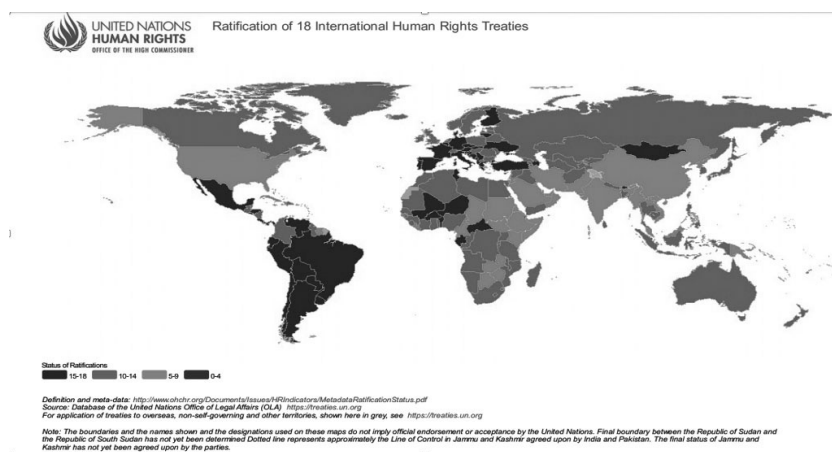 UNITED NATIONS
HUMAN RIGHTS
OFFICE OF THE HIGH COMMISSIONER
Ratification of 18 International Human Rights Treaties
Status of Ratifications
15-18 10-14 5-9 0-4
Definition and meta-data: http://www.ohchr.org/Documents/Issues/HRIndicators/MetadataRatificationStatus.pdf
Source: Database of the United Nations Office of Legal Affairs (OLA) https://treaties.un.org
For application of treaties to overseas, non-self-governing and other territories, shown here in grey, see https://treaties.un.org
Note: The boundaries and the names shown and the designations used on these maps do not imply official endorsement or acceptance by the United Nations. Final boundary between the Republic of Sudan and
the Republic of South Sudan has not yet been determined Dotted line represents approximately the Line of Control in Jammu and Kashmir agreed upon by India and Pakistan. The final status of Jammu and
Kashmir has not yet been agreed upon by the parties.